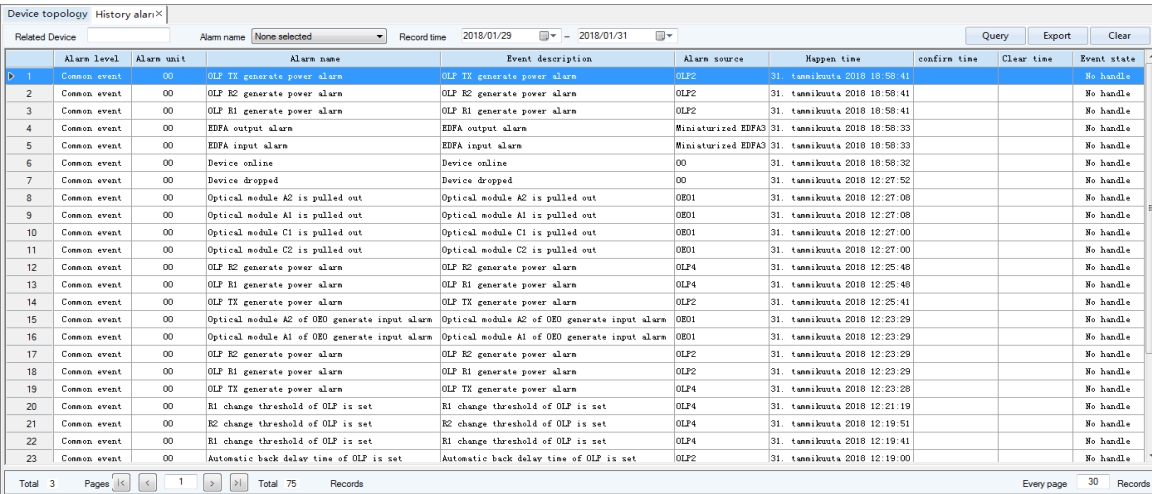 Device topology History alarm×
Related Device Alarm name None selected Record time 2018/01/29 – 2018/01/31 Query Export Clear
Alarm level Alarm unit Alarm name Event description Alarm source Happen time confirm time Clear time Event state
1 Common event 00 OLP TX generate power alarm OLP TX generate power alarm OLP2 31. tammikuuta 2018 18:58:41 No handle
2 Common event 00 OLP R2 generate power alarm OLP R2 generate power alarm OLP2 31. tammikuuta 2018 18:58:41 No handle
3 Common event 00 OLP R1 generate power alarm OLP R1 generate power alarm OLP2 31. tammikuuta 2018 18:58:41 No handle
4 Common event 00 EDFA output alarm EDFA output alarm Miniaturized EDFA3 31. tammikuuta 2018 18:58:33 No handle
5 Common event 00 EDFA input alarm EDFA input alarm Miniaturized EDFA3 31. tammikuuta 2018 18:58:33 No handle
6 Common event 00 Device online Device online 00 31. tammikuuta 2018 18:58:32 No handle
7 Common event 00 Device dropped Device dropped 00 31. tammikuuta 2018 12:27:52 No handle
8 Common event 00 Optical module A2 is pulled out Optical module A2 is pulled out OEO1 31. tammikuuta 2018 12:27:08 No handle
9 Common event 00 Optical module A1 is pulled out Optical module A1 is pulled out OEO1 31. tammikuuta 2018 12:27:08 No handle
10 Common event 00 Optical module C1 is pulled out Optical module C1 is pulled out OEO1 31. tammikuuta 2018 12:27:00 No handle
11 Common event 00 Optical module C2 is pulled out Optical module C2 is pulled out OEO1 31. tammikuuta 2018 12:27:00 No handle
12 Common event 00 OLP R2 generate power alarm OLP R2 generate power alarm OLP4 31. tammikuuta 2018 12:25:48 No handle
13 Common event 00 OLP R1 generate power alarm OLP R1 generate power alarm OLP4 31. tammikuuta 2018 12:25:48 No handle
14 Common event 00 OLP TX generate power alarm OLP TX generate power alarm OLP2 31. tammikuuta 2018 12:25:41 No handle
15 Common event 00 Optical module A2 of OEO generate input alarm Optical module A2 of OEO generate input alarm OEO1 31. tammikuuta 2018 12:23:29 No handle
16 Common event 00 Optical module A1 of OEO generate input alarm Optical module A1 of OEO generate input alarm OEO1 31. tammikuuta 2018 12:23:29 No handle
17 Common event 00 OLP R2 generate power alarm OLP R2 generate power alarm OLP2 31. tammikuuta 2018 12:23:29 No handle
18 Common event 00 OLP R1 generate power alarm OLP R1 generate power alarm OLP2 31. tammikuuta 2018 12:23:29 No handle
19 Common event 00 OLP TX generate power alarm OLP TX generate power alarm OLP4 31. tammikuuta 2018 12:23:28 No handle
20 Common event 00 R1 change threshold of OLP is set R1 change threshold of OLP is set OLP4 31. tammikuuta 2018 12:21:19 No handle
21 Common event 00 R2 change threshold of OLP is set R2 change threshold of OLP is set OLP4 31. tammikuuta 2018 12:19:51 No handle
22 Common event 00 R1 change threshold of OLP is set R1 change threshold of OLP is set OLP4 31. tammikuuta 2018 12:19:41 No handle
23 Common event 00 Automatic back delay time of OLP is set Automatic back delay time of OLP is set OLP2 31. tammikuuta 2018 12:19:00 No handle
Total 3 Pages |< < 1 > >| Total 75 Records Every page 30 Records